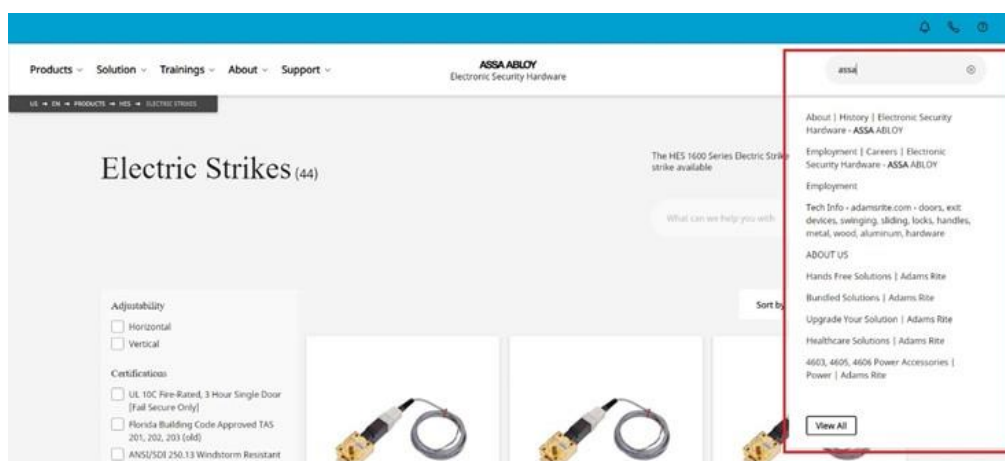 Products
Solution
Trainings
About
Support
ASSA ABLOY
Electronic Security Hardware
assa
US → EN → PRODUCTS → HES → ELECTRIC STRIKES
Electric Strikes (44)
The HES 1600 Series Electric Strike
strike available
What can we help you with
About | History | Electronic Security
Hardware - ASSA ABLOY
Employment | Careers | Electronic
Security Hardware - ASSA ABLOY
Employment
Tech Info - adamsrite.com - doors, exit
devices, swinging, sliding, locks, handles,
metal, wood, aluminum, hardware
ABOUT US
Hands Free Solutions | Adams Rite
Bundled Solutions | Adams Rite
Upgrade Your Solution | Adams Rite
Healthcare Solutions | Adams Rite
4603, 4605, 4606 Power Accessories |
Power | Adams Rite
View All
Sort by
Adjustability
Horizontal
Vertical
Certifications
UL 10C Fire-Rated, 3 Hour Single Door
[Fail Secure Only]
Florida Building Code Approved TAS
201, 202, 203 (old)
ANSI/SDI 250.13 Windstorm Resistant